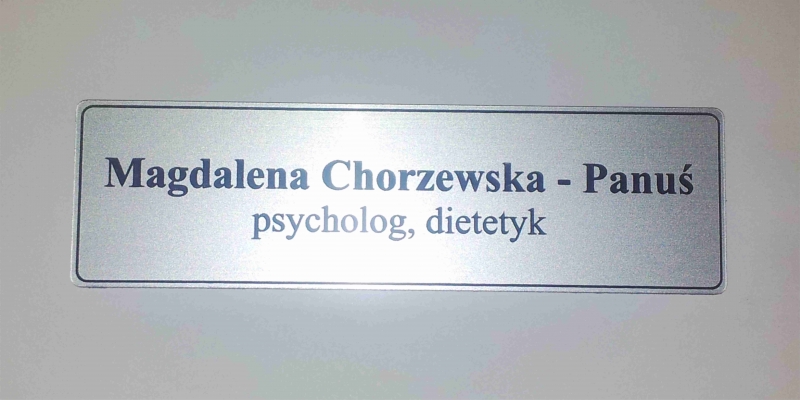 Magdalena Chorzewska - Panuś
psycholog, dietetyk